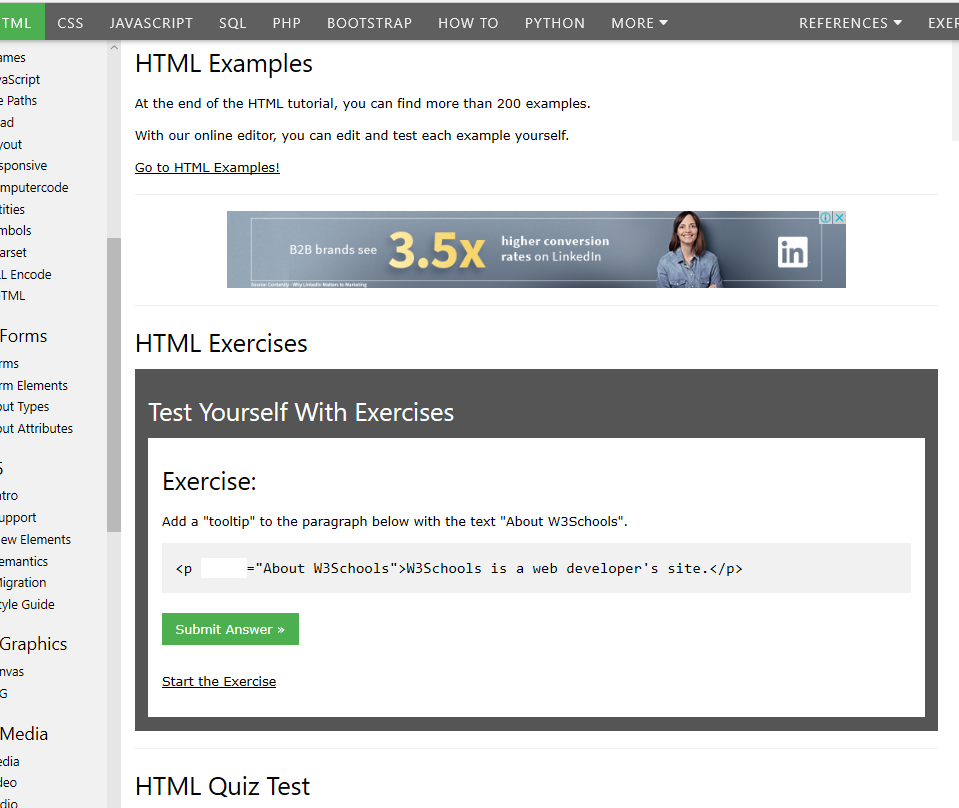 TML CSS JAVASCRIPT SQL PHP BOOTSTRAP HOW TO PYTHON MORE REFERENCES EXER
ames
vaScript
e Paths
ad
yout
sponsive
mputercode
tities
mbols
arset
L Encode
TML
Forms
rms
rm Elements
out Types
out Attributes
5
tro
upport
ew Elements
emantics
Migration
tyle Guide
Graphics
nvas
G
Media
edia
deo
dio
HTML Examples
At the end of the HTML tutorial, you can find more than 200 examples.
With our online editor, you can edit and test each example yourself.
Go to HTML Examples!
B2B brands see 3.5x higher conversion
rates on LinkedIn
in
Source: Contently - Why LinkedIn Matters to Marketing
HTML Exercises
Test Yourself With Exercises
Exercise:
Add a "tooltip" to the paragraph below with the text "About W3Schools".
<p ="About W3Schools">W3Schools is a web developer's site.</p>
Submit Answer »
Start the Exercise
HTML Quiz Test